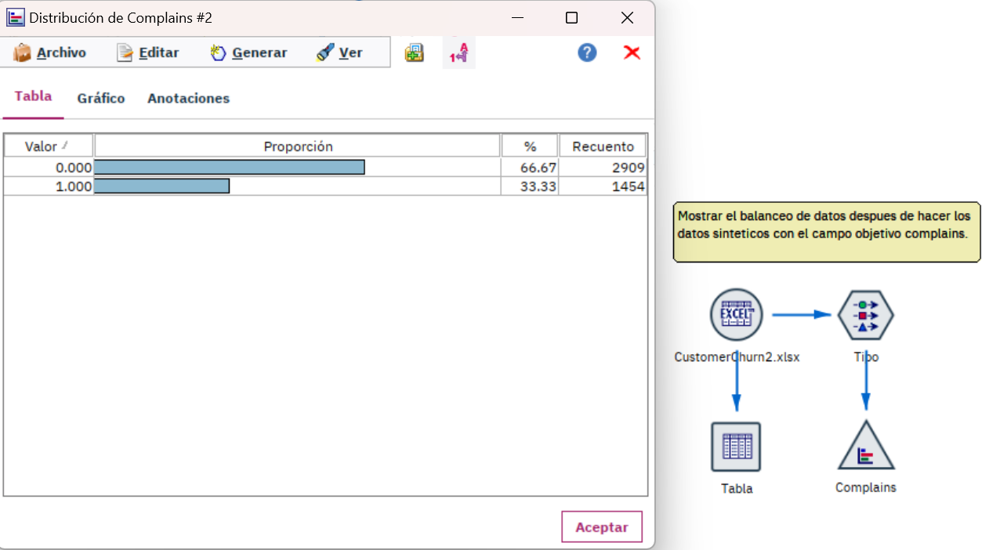 Distribución de Complains #2
Archivo Editar Generar Ver
Tabla Gráfico Anotaciones
Valor Proporción % Recuento
0.000 66.67 2909
1.000 33.33 1454
Aceptar
Mostrar el balanceo de datos despues de hacer los
datos sinteticos con el campo objetivo complains.
EXCEL™
CustomerChurn2.xlsx Tipo
Tabla Complains